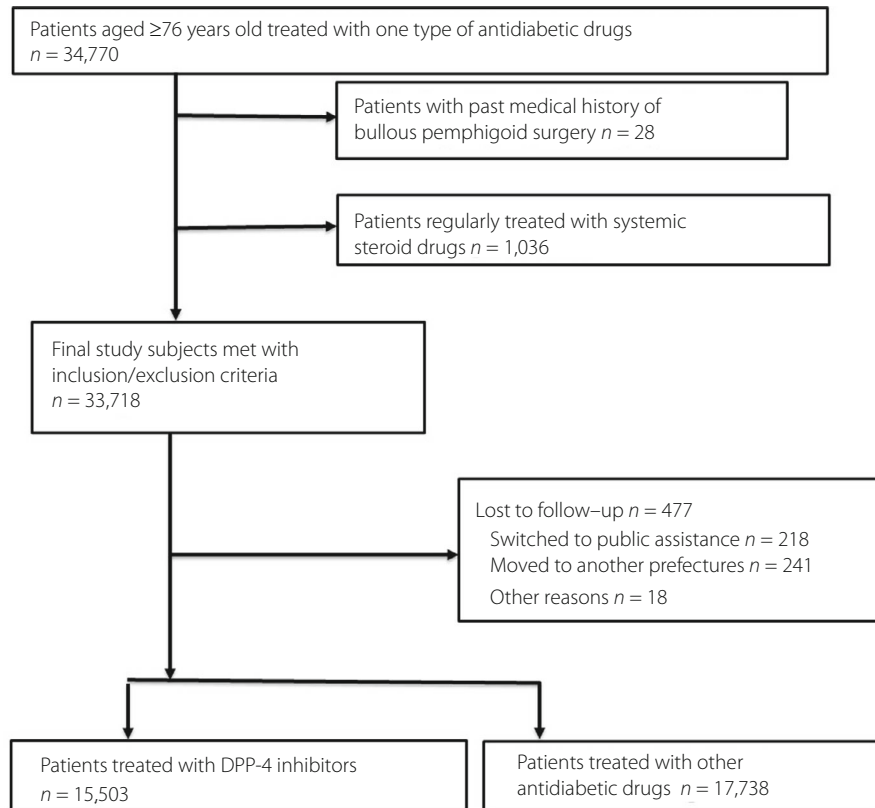 Patients aged ≥76 years old treated with one type of antidiabetic drugs
n = 34,770
Patients with past medical history of
bullous pemphigoid surgery n = 28
Patients regularly treated with systemic
steroid drugs n = 1,036
Final study subjects met with
inclusion/exclusion criteria
n = 33,718
Lost to follow–up n = 477
Switched to public assistance n = 218
Moved to another prefectures n = 241
Other reasons n = 18
Patients treated with DPP-4 inhibitors
n = 15,503
Patients treated with other
antidiabetic drugs n = 17,738